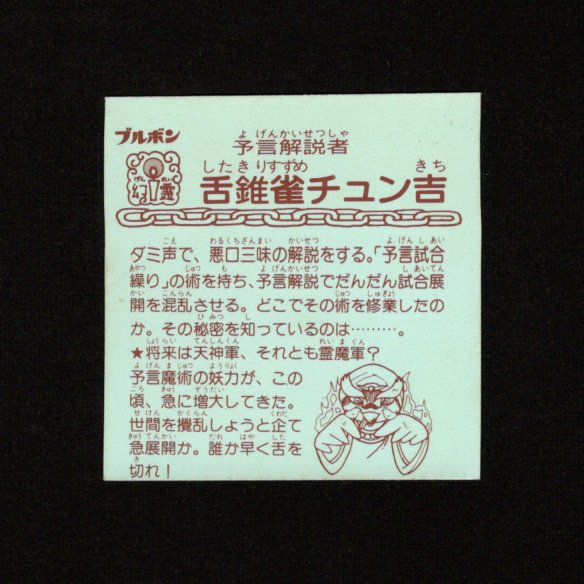 ブルボン
幻霊
げん れい
よ げんかいせつしゃ
予言解説者
したきりすずめ きち
舌錐雀チュン吉
ごえ わるくちざんまい かいせつ よ げん し あい
ダミ声で、悪口三昧の解説をする。「予言試合
あやつ じゅつ も よ げんかいせつ し あいてん
繰り」の術を持ち、予言解説でだんだん試合展
かい こんらん じゅつ しゅぎょう
開を混乱させる。どこでその術を修業したの
ひ みつ し
か。その秘密を知っているのは………。
しょうらい てんしんぐん れい ま ぐん
★将来は天神軍、それとも霊魔軍？
よ げん ま じゅつ ようりょく
予言魔術の妖力が、この
ころ きゅう ぞうだい
頃、急に増大してきた。
せ けん かくらん くわだ
世間を攪乱しようと企て
きゅうてんかい だれ はや した
急展開か。誰か早く舌を
き
切れ！